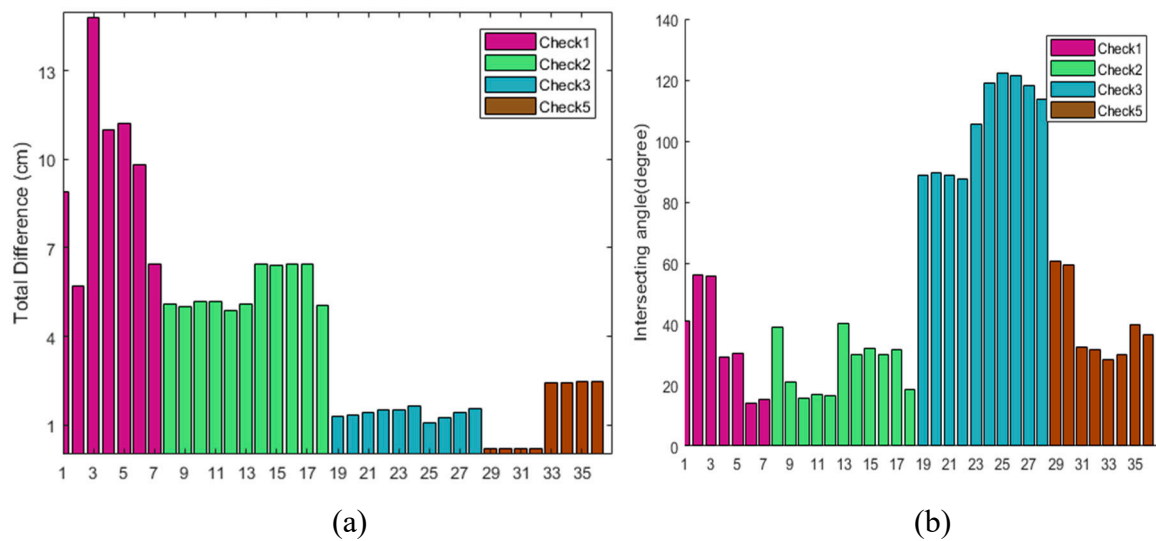 Total Difference (cm)
13
10
7
4
1
Check1
Check2
Check3
Check5
1 3 5 7 9 11 13 15 17 19 21 23 25 27 29 31 33 35
(a)
Intersecting angle(degree)
140
120
100
80
60
40
20
0
Check1
Check2
Check3
Check5
1 3 5 7 9 11 13 15 17 19 21 23 25 27 29 31 33 35
(b)